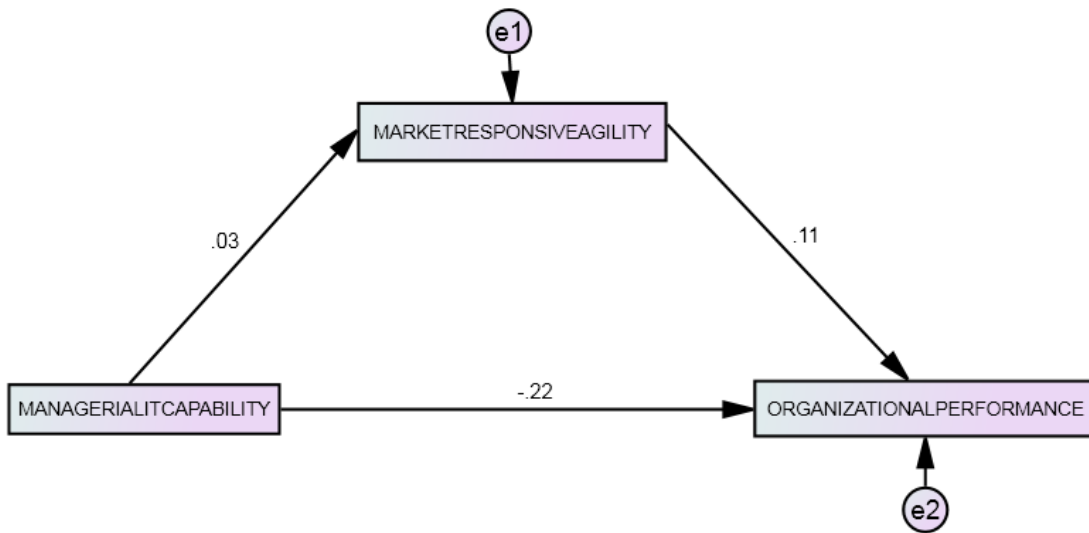 e1
MARKETRESPONSIVEAGILITY
.03
.11
-.22
MANAGERIALITCAPABILITY
ORGANIZATIONALPERFORMANCE
e2